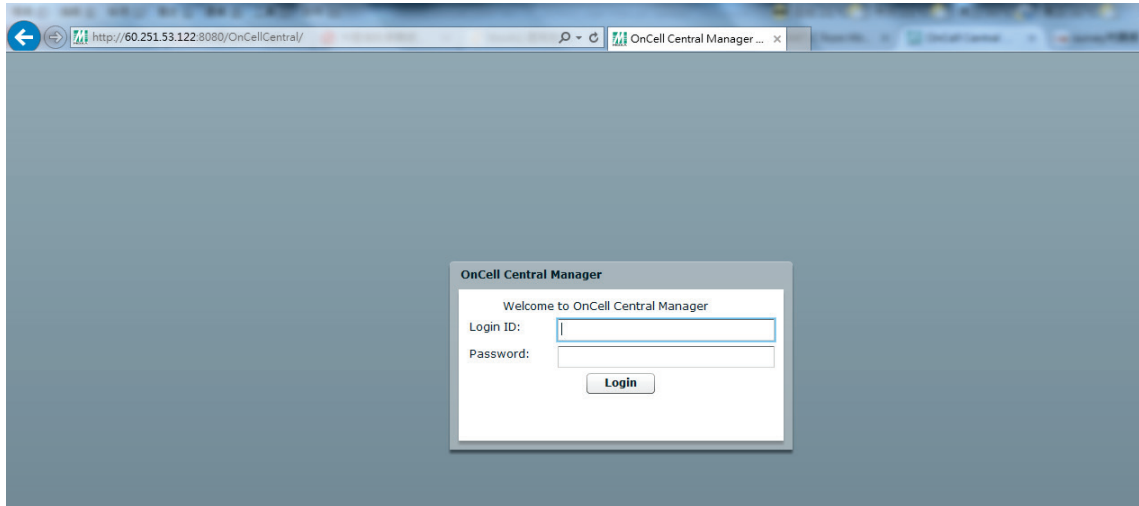 http://60.251.53.122:8080/OnCellCentral/
OnCell Central Manager ...
OnCell Central Manager
Welcome to OnCell Central Manager
Login ID:
Password:
Login